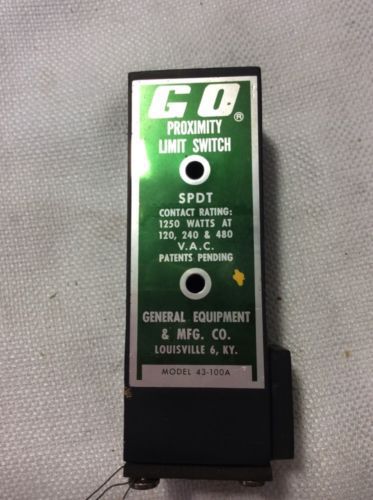 GO®
PROXIMITY
LIMIT SWITCH
SPDT
CONTACT RATING:
1250 WATTS AT
120, 240 & 480
V.A.C.
PATENTS PENDING
GENERAL EQUIPMENT
& MFG. CO.
LOUISVILLE 6, KY.
MODEL 43-100A